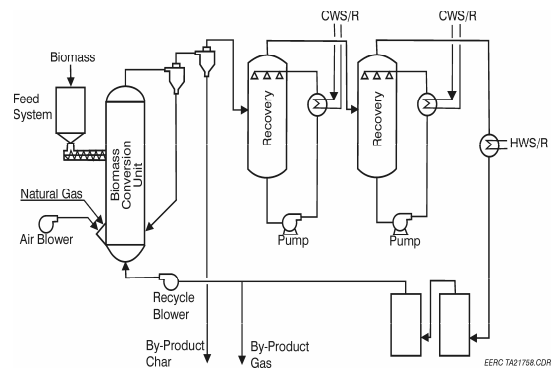 CWS/R
CWS/R
Biomass
Feed
System
Biomass
Conversion
Unit
Recovery
Recovery
HWS/R
Natural Gas
Air Blower
Pump
Pump
Recycle
Blower
By-Product
Char
By-Product
Gas
EERC TA21758.CDR